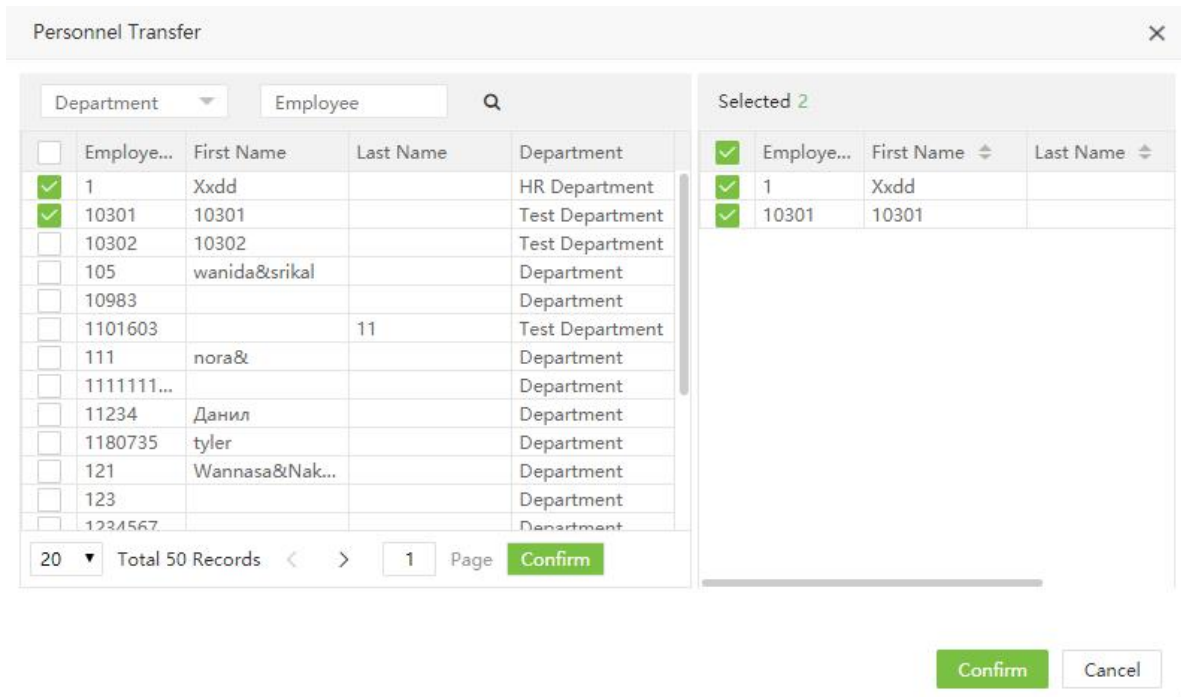 Personnel Transfer
Department Employee
Selected 2
Employe... First Name Last Name Department
Employe... First Name Last Name
1 Xxdd HR Department
1 Xxdd
10301 10301 Test Department
10301 10301
10302 10302 Test Department
105 wanida&srikal Department
10983 Department
1101603 11 Test Department
111 nora& Department
1111111... Department
11234 Данил Department
1180735 tyler Department
121 Wannasa&Nak... Department
123 Department
1234567 Department
20 Total 50 Records < > 1 Page Confirm
Confirm Cancel